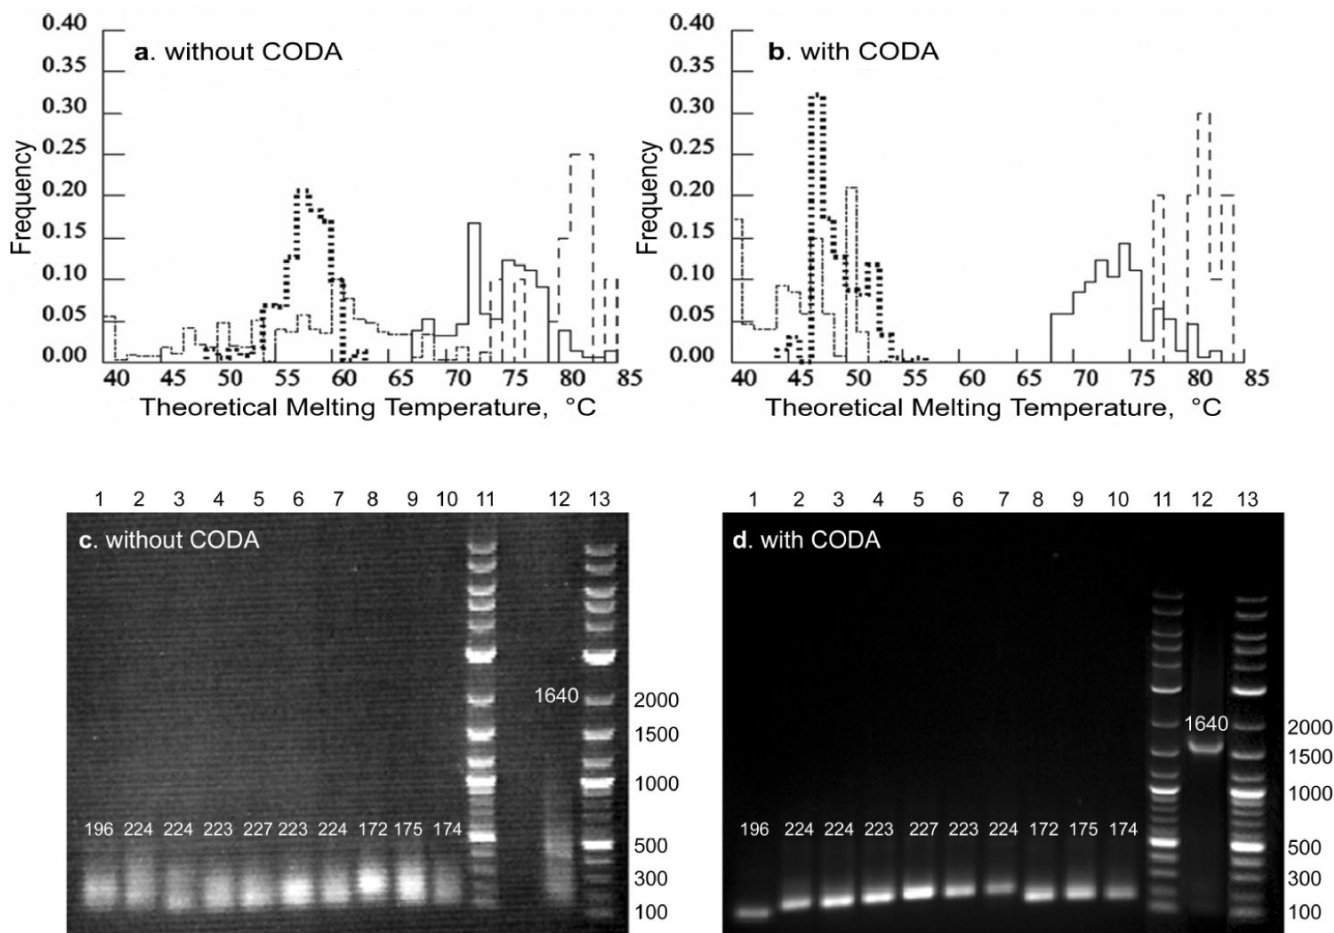 a. without CODA
0.40
0.35
0.30
0.25
0.20
0.15
0.10
0.05
0.00
Frequency
40 45 50 55 60 65 70 75 80 85
Theoretical Melting Temperature, °C
b. with CODA
0.40
0.35
0.30
0.25
0.20
0.15
0.10
0.05
0.00
Frequency
40 45 50 55 60 65 70 75 80 85
Theoretical Melting Temperature, °C
1 2 3 4 5 6 7 8 9 10 11 12 13
c. without CODA
1640
196 224 224 223 227 223 224 172 175 174
2000
1500
1000
500
300
100
1 2 3 4 5 6 7 8 9 10 11 12 13
d. with CODA
1640
196 224 224 223 227 223 224 172 175 174
2000
1500
1000
500
300
100